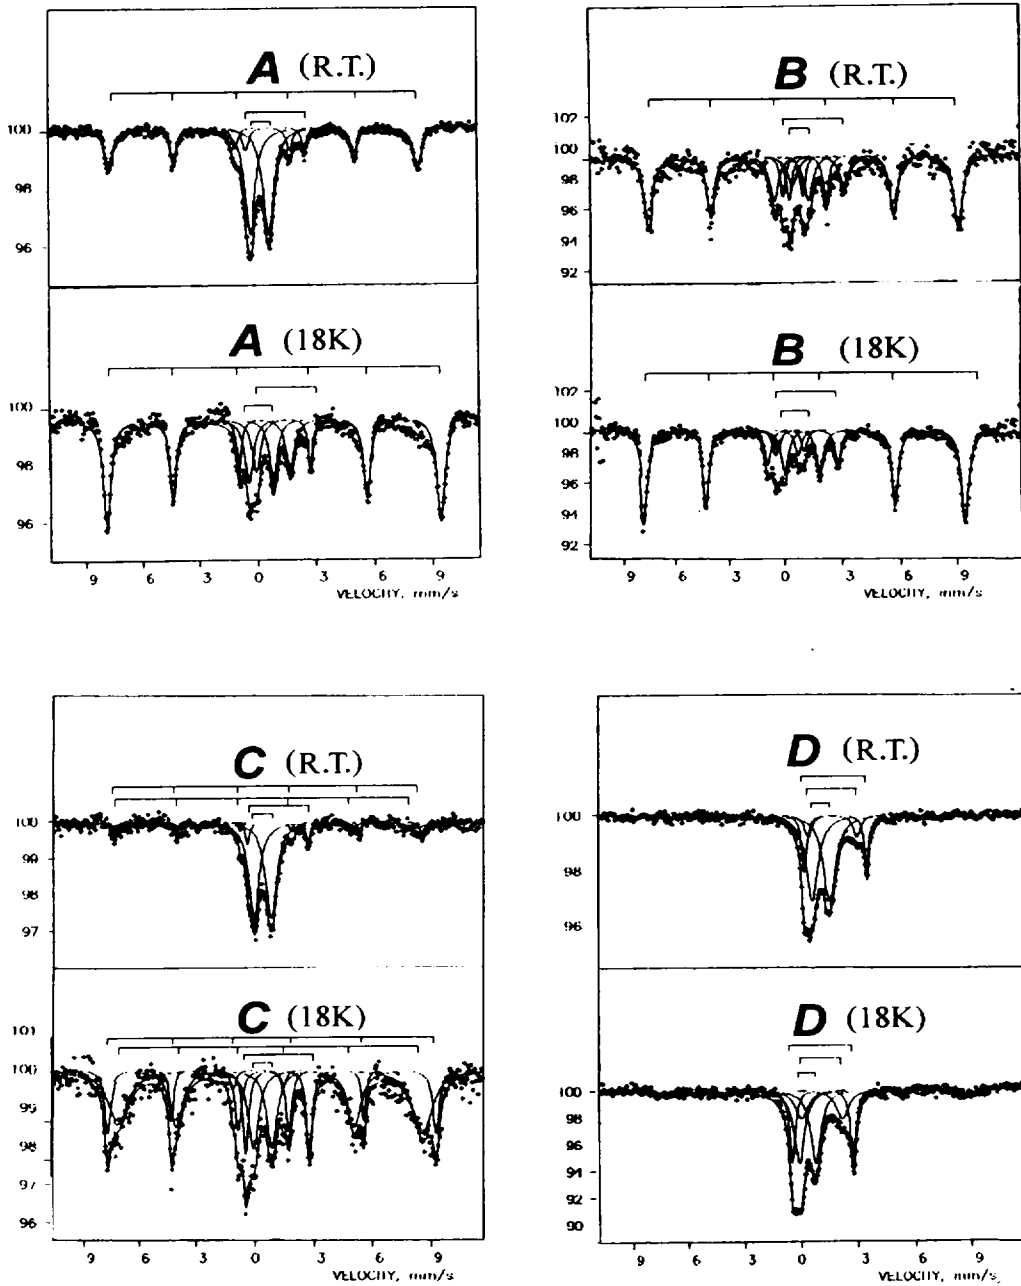 A (R.T.)
100
98
96
A (18K)
100
98
96
9 6 3 0 3 6 9
VELOCITY, mm/s
B (R.T.)
102
100
98
96
94
92
B (18K)
102
100
98
96
94
92
9 6 3 0 3 6 9
VELOCITY, mm/s
C (R.T.)
100
99
98
97
C (18K)
101
100
99
98
97
96
9 6 3 0 3 6 9
VELOCITY, mm/s
D (R.T.)
100
98
96
D (18K)
100
98
96
94
92
90
9 6 3 0 3 6 9
VELOCITY, mm/s